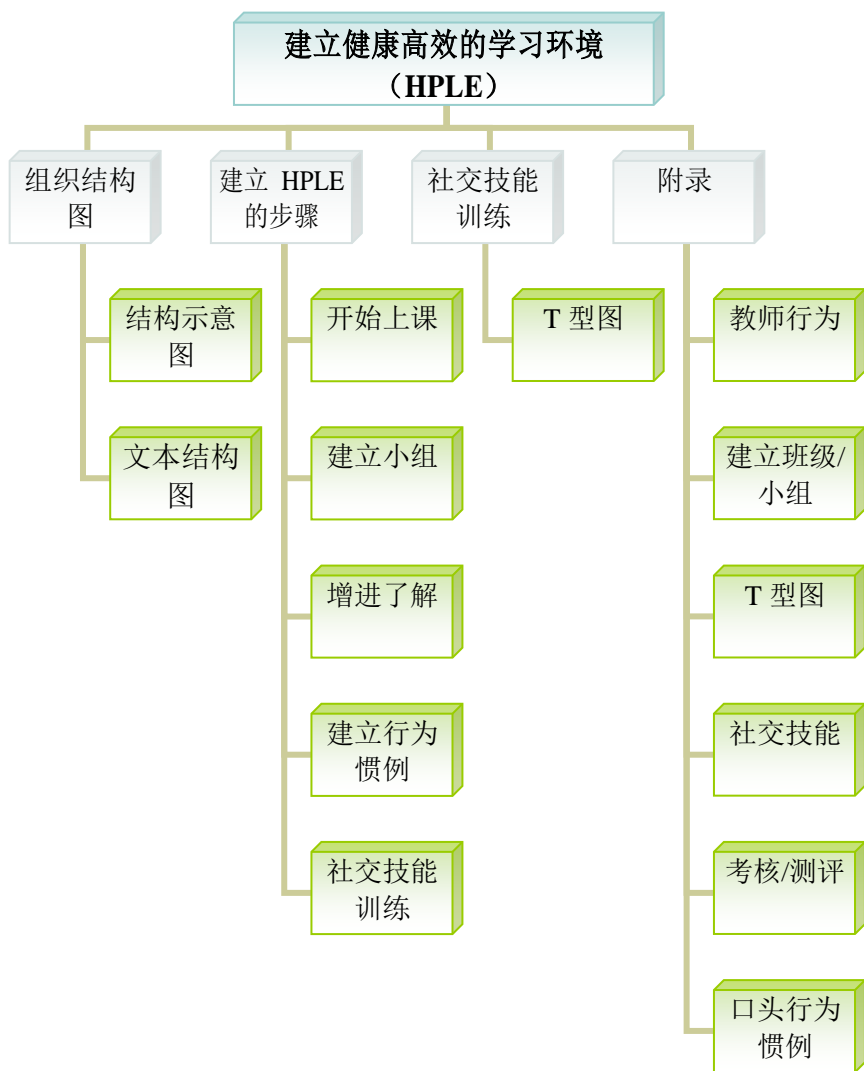 建立健康高效的学习环境
（HPLE）
组织结构
图
建立 HPLE
的步骤
社交技能
训练
附录
结构示意
图
文本结构
图
开始上课
建立小组
增进了解
建立行为
惯例
社交技能
训练
T 型图
教师行为
建立班级/
小组
T 型图
社交技能
考核/测评
口头行为
惯例